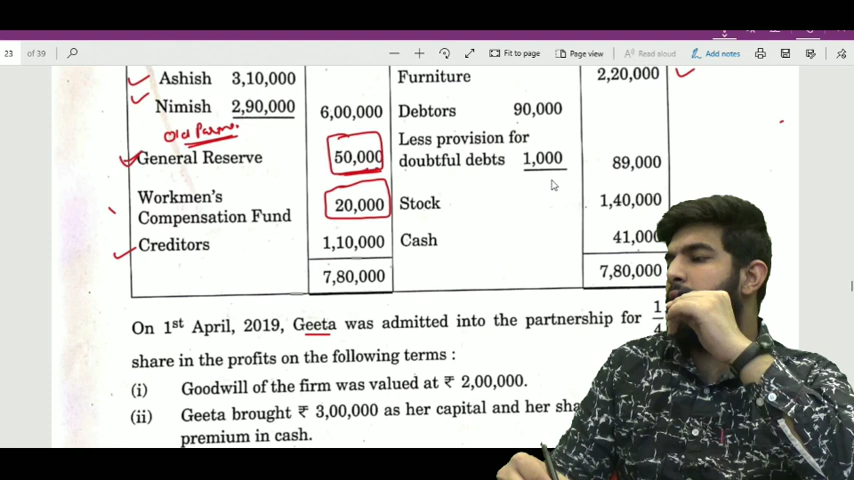 23 of 39 Fit to page Page view Read aloud Add notes
Ashish 3,10,000 Furniture 2,20,000
Nimish 2,90,000 6,00,000 Debtors 90,000
Old
Less provision for
General Reserve 50,000 doubtful debts 1,000 89,000
Workmen's
Compensation Fund 20,000 Stock 1,40,000
Creditors 1,10,000 Cash 41,000
7,80,000 7,80,000
On 1st April, 2019, Geeta was admitted into the partnership for 1/4
share in the profits on the following terms :
(i) Goodwill of the firm was valued at ₹ 2,00,000.
(ii) Geeta brought ₹ 3,00,000 as her capital and her
premium in cash.